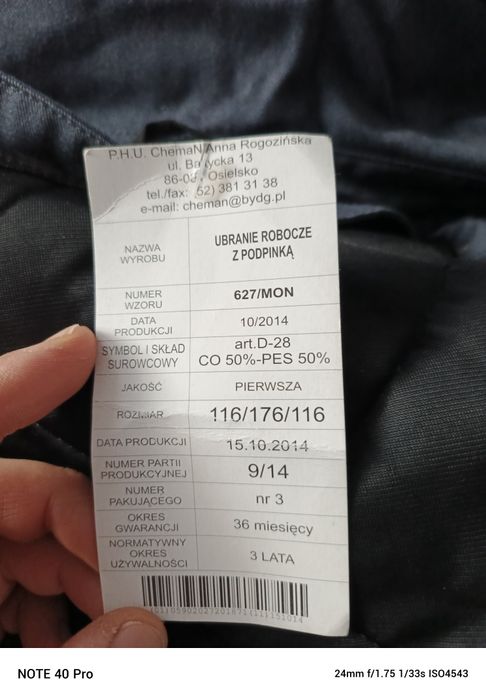 P.H.U. ChemaN Anna Rogozińska
ul. Bałtycka 13
Osielsko
tel./fax: 52) 381 31 38
e-mail: cheman@bydg.pl
NAZWA WYROBU UBRANIE ROBOCZE Z PODPINKĄ
NUMER WZORU 627/MON
DATA PRODUKCJI 10/2014
SYMBOL I SKŁAD SUROWCOWY art.D-28 CO 50%-PES 50%
JAKOŚĆ PIERWSZA
ROZMIAR 116/176/116
DATA PRODUKCJI 15.10.2014
NUMER PARTII PRODUKCYJNEJ 9/14
NUMER PAKUJĄCEGO nr 3
OKRES GWARANCJI 36 miesięcy
NORMATYWNY OKRES UŻYWALNOŚCI 3 LATA
NOTE 40 Pro
24mm f/1.75 1/33s ISO4543